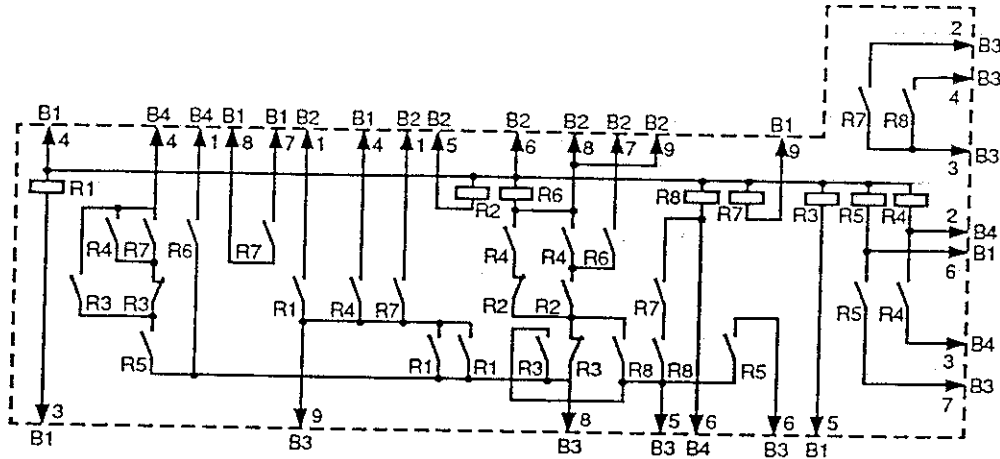 2
B3
B3
4
R7 R8
B3
3
B1 B4 B4 B1 B1 B2 B1 B2 B2 B2 B2 B2 B2 B1
4 4 1 8 7 1 4 1 5 6 8 7 9 9
R1 R2 R6 R8 R7 R3 R5 R4
2
B4
B1
6
R4 R7 R6 R7 R4 R4 R6
R3 R3 R1 R4 R7 R2 R2 R7 R5 R4
B4
3
R5 R1 R1 R3 R3 R8 R8 R5
B3
7
3 9 8 5 6 6 5
B1 B3 B3 B3 B4 B3 B1